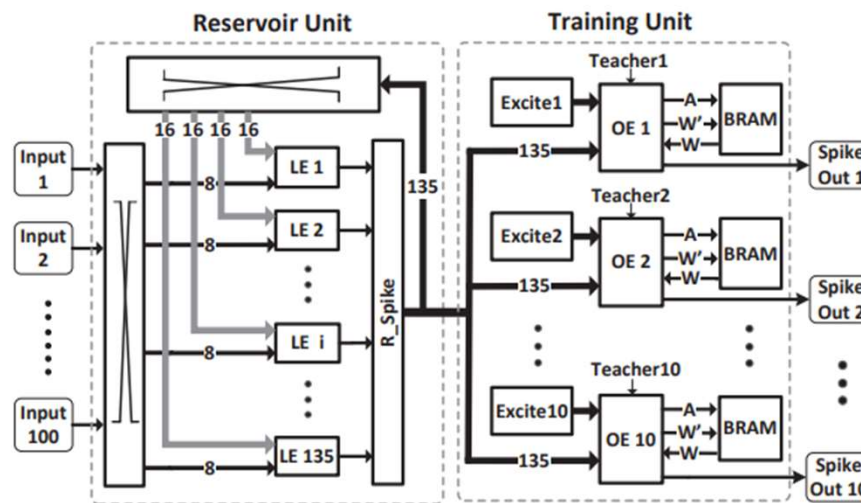 Reservoir Unit
Training Unit
16 16 16 16
Input
1
Input
2
Input
100
8
LE 1
8
LE 2
8
LE i
8
LE 135
R_Spike
135
Teacher1
Excite1
OE 1
A
W'
W
BRAM
135
Spike
Out 1
Teacher2
Excite2
OE 2
A
W'
W
BRAM
135
Spike
Out 2
Teacher10
Excite10
OE 10
A
W'
W
BRAM
135
Spike
Out 10